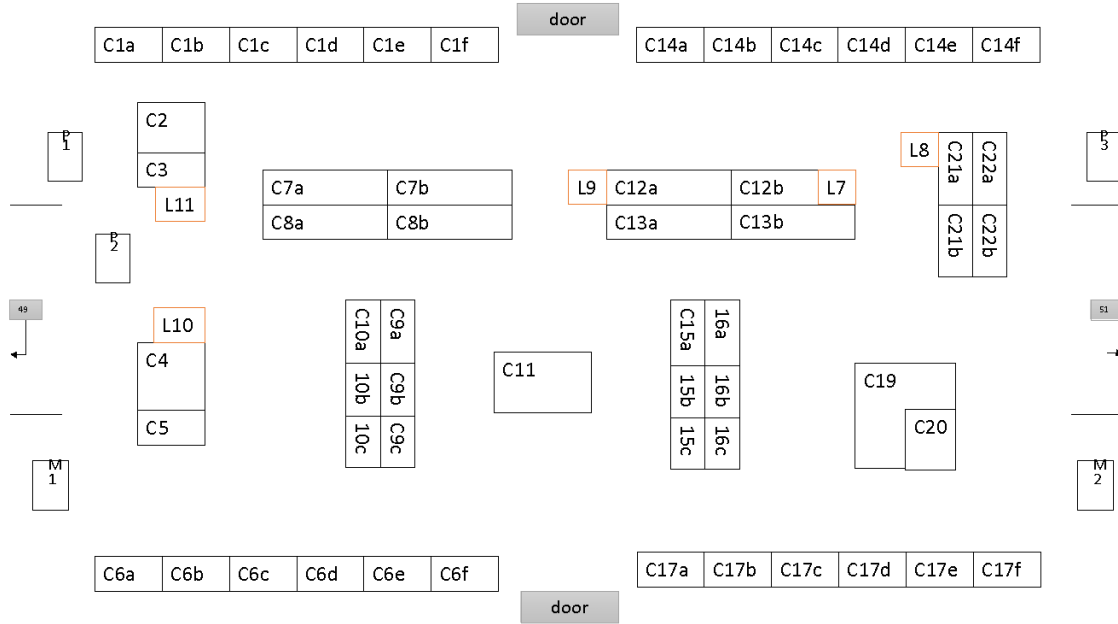 door
C1a C1b C1c C1d C1e C1f
C14a C14b C14c C14d C14e C14f
C2
P
1
P
3
C3
L8
C21a
C22a
L11
C7a C7b
L9
C12a C12b
L7
C8a C8b
C13a C13b
C21b
C22b
P
2
49
51
L10
C10a
C9a
C15a
16a
C4
C11
C19
10b
C9b
15b
16b
C5
10c
C9c
15c
16c
C20
M
1
M
2
C6a C6b C6c C6d C6e C6f
C17a C17b C17c C17d C17e C17f
door